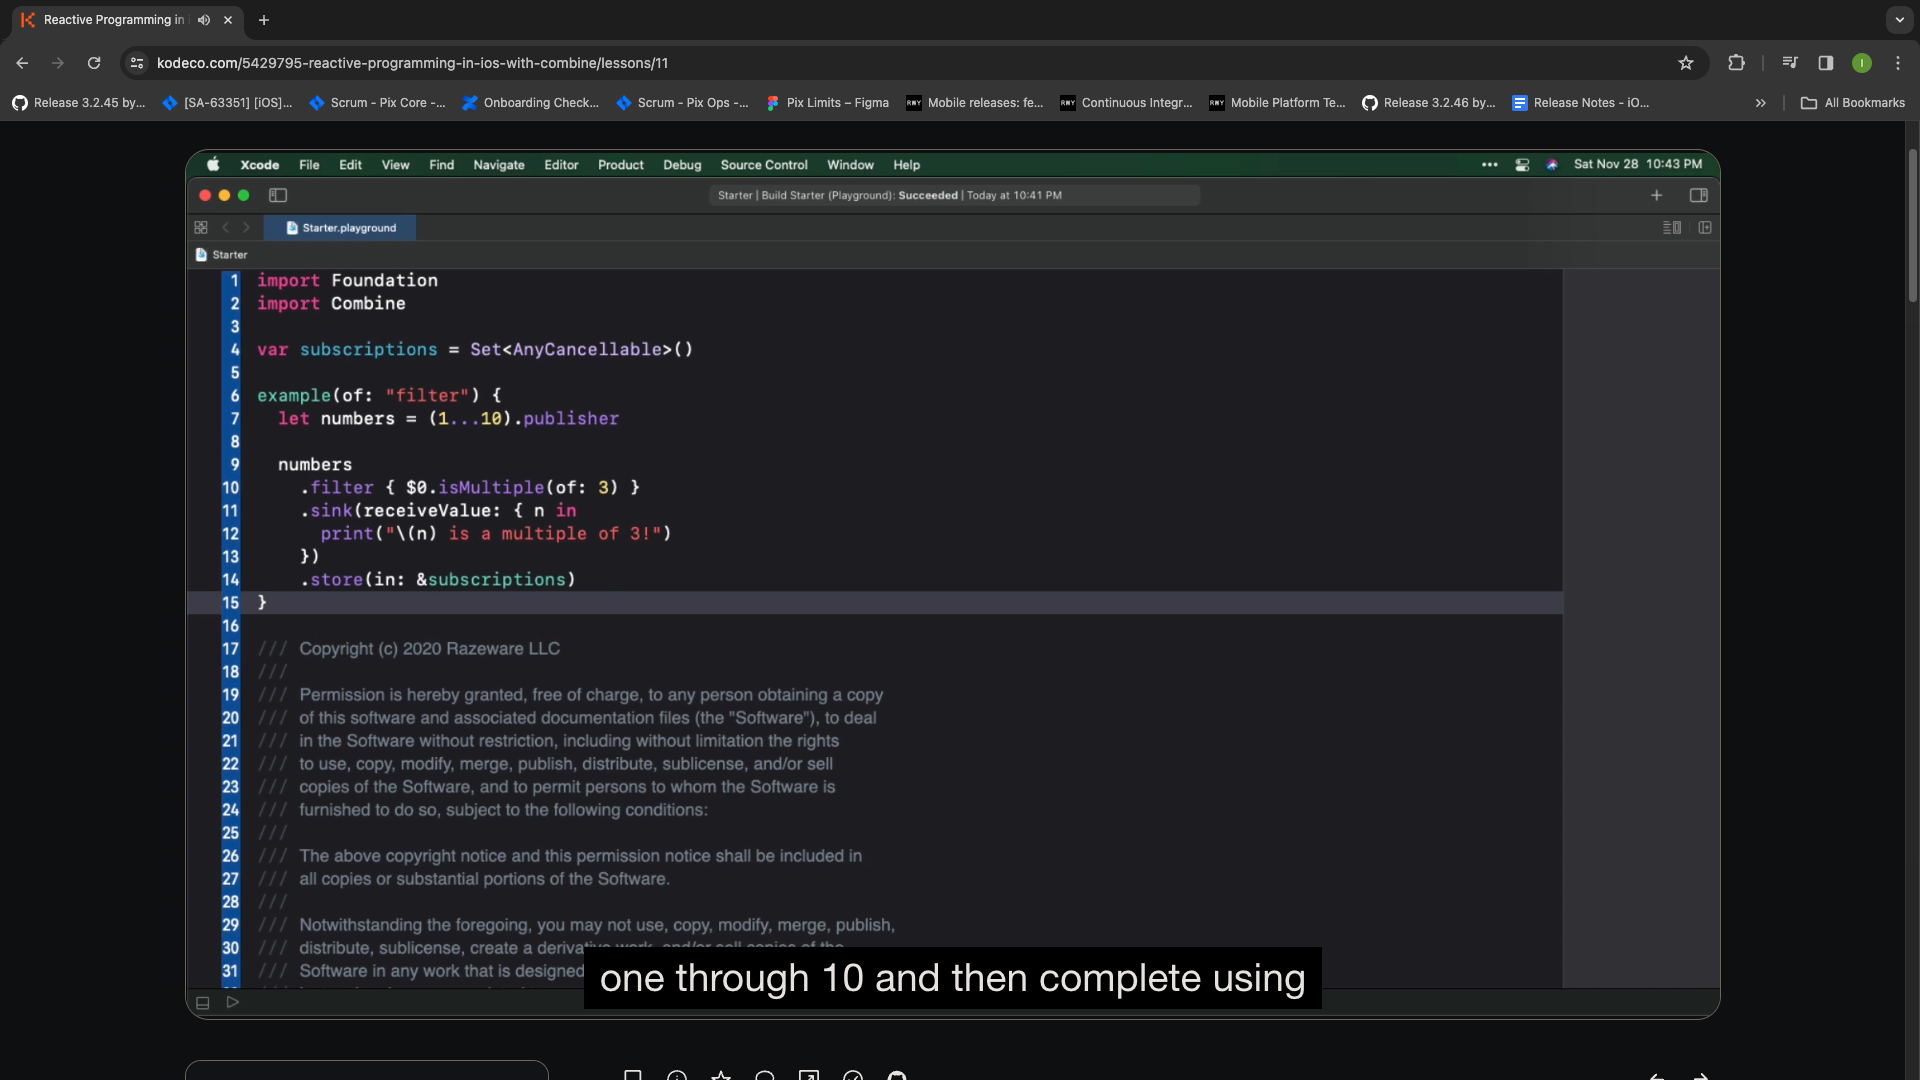 Reactive Programming in
kodeco.com/5429795-reactive-programming-in-ios-with-combine/lessons/11
Release 3.2.45 by...
[SA-63351] [iOS]...
Scrum - Pix Core -...
Onboarding Check...
Scrum - Pix Ops -...
Pix Limits – Figma
RWY Mobile releases: fe...
RWY Continuous Integr...
RWY Mobile Platform Te...
Release 3.2.46 by...
Release Notes - iO...
All Bookmarks
Xcode File Edit View Find Navigate Editor Product Debug Source Control Window Help
Sat Nov 28 10:43 PM
Starter | Build Starter (Playground): Succeeded | Today at 10:41 PM
Starter.playground
Starter
1 import Foundation
2 import Combine
3
4 var subscriptions = Set<AnyCancellable>()
5
6 example(of: "filter") {
7 let numbers = (1...10).publisher
8
9 numbers
10 .filter { $0.isMultiple(of: 3) }
11 .sink(receiveValue: { n in
12 print("\(n) is a multiple of 3!")
13 })
14 .store(in: &subscriptions)
15 }
16
17 /// Copyright (c) 2020 Razeware LLC
18 ///
19 /// Permission is hereby granted, free of charge, to any person obtaining a copy
20 /// of this software and associated documentation files (the "Software"), to deal
21 /// in the Software without restriction, including without limitation the rights
22 /// to use, copy, modify, merge, publish, distribute, sublicense, and/or sell
23 /// copies of the Software, and to permit persons to whom the Software is
24 /// furnished to do so, subject to the following conditions:
25 ///
26 /// The above copyright notice and this permission notice shall be included in
27 /// all copies or substantial portions of the Software.
28 ///
29 /// Notwithstanding the foregoing, you may not use, copy, modify, merge, publish,
30 /// distribute, sublicense, create a derivative work, and/or sell copies of the
31 /// Software in any work that is designed
one through 10 and then complete using